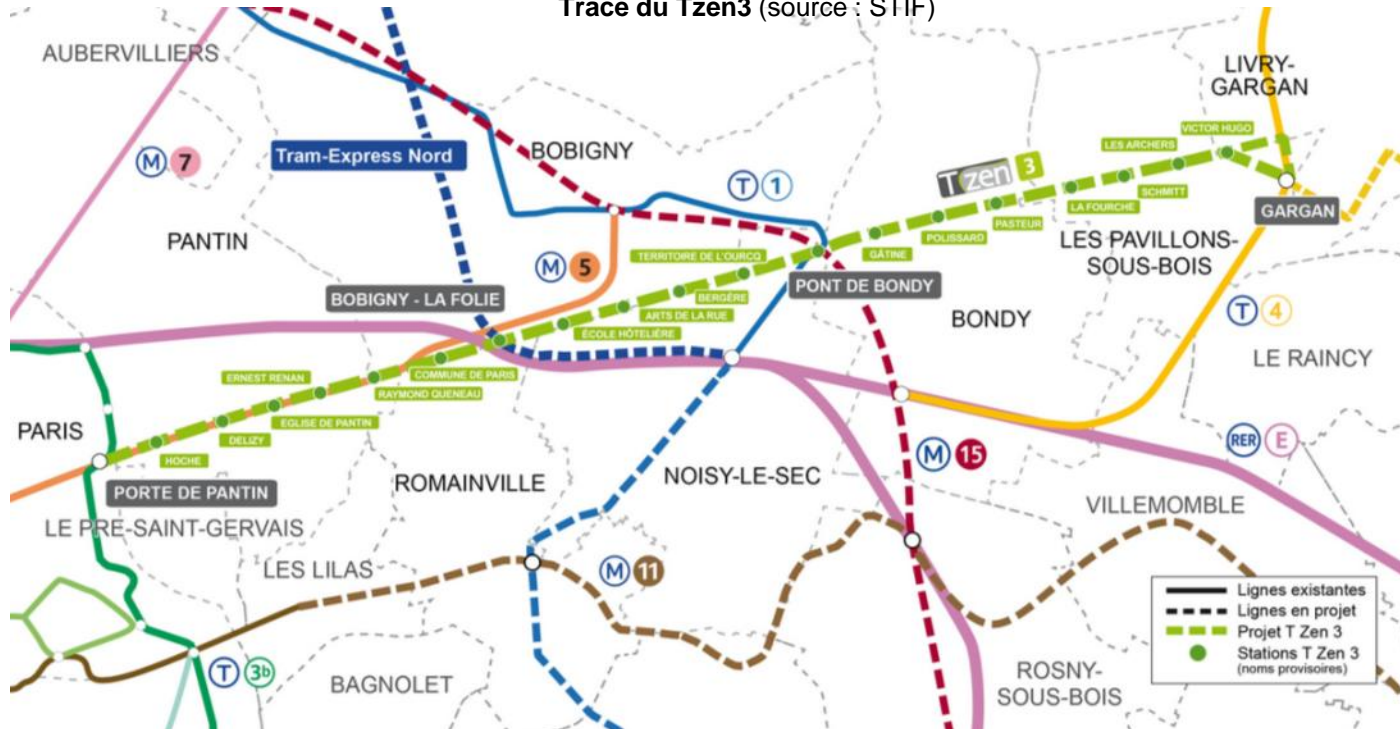 Tracé du Tzen3 (source : STIF)
AUBERVILLIERS
LIVRY-
GARGAN
VICTOR HUGO
LES ARCHERS
M 7
Tram-Express Nord
BOBIGNY
T 1
Tzen 3
SCHMITT
LA FOURCHE
GARGAN
PANTIN
PASTEUR
POLISSARD
LES PAVILLONS-
SOUS-BOIS
M 5
TERRITOIRE DE L'OURCQ
GÂTINE
BOBIGNY - LA FOLIE
BERGÈRE
PONT DE BONDY
ARTS DE LA RUE
BONDY
T 4
ÉCOLE HÔTELIÈRE
LE RAINCY
ERNEST RENAN
COMMUNE DE PARIS
RAYMOND QUENEAU
EGLISE DE PANTIN
PARIS
DELIZY
RER E
HOCHE
M 15
PORTE DE PANTIN
ROMAINVILLE
NOISY-LE-SEC
VILLEMOMBLE
LE PRE-SAINT-GERVAIS
LES LILAS
M 11
Lignes existantes
Lignes en projet
Projet T Zen 3
Stations T Zen 3
(noms provisoires)
T 3b
BAGNOLET
ROSNY-
SOUS-BOIS